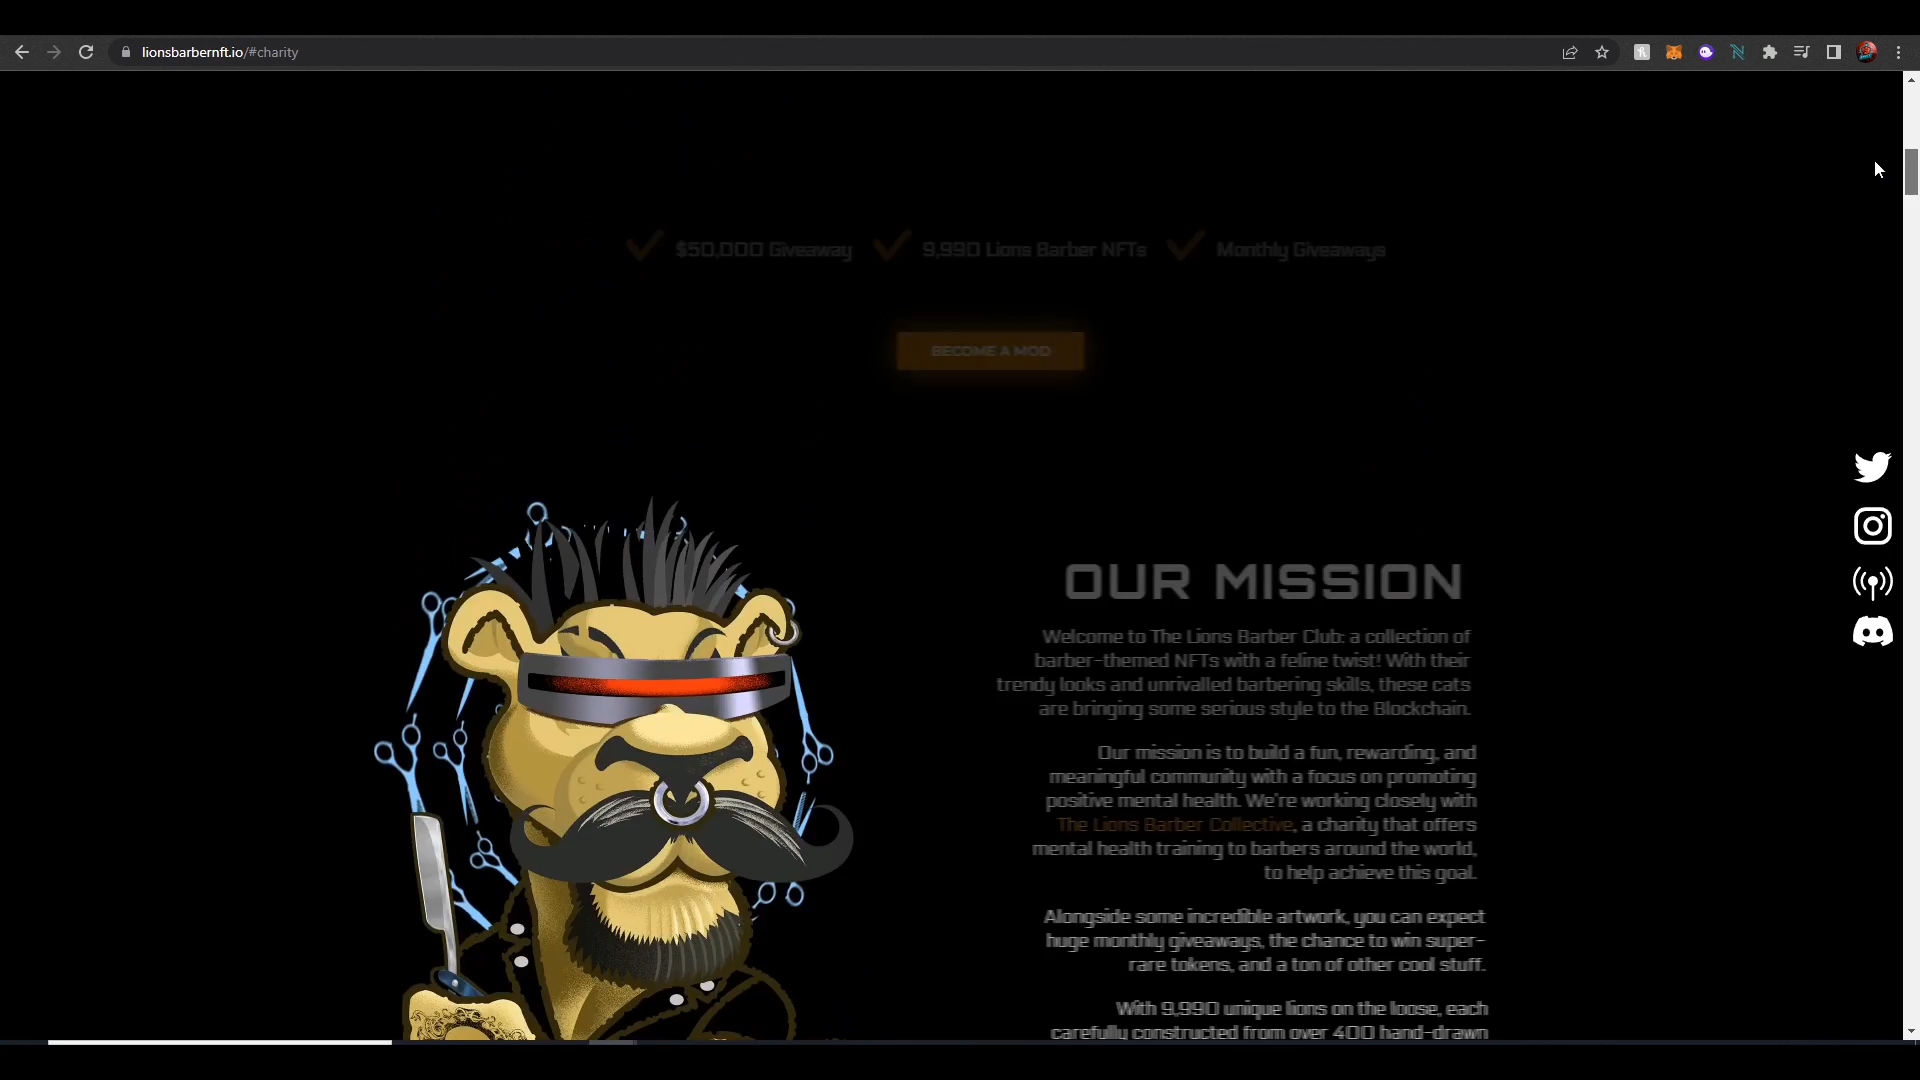 lionsbarbernft.io/#charity
$50,000 Giveaway 9,990 Lions Barber NFTs Monthly Giveaways
BECOME A MOD
OUR MISSION
Welcome to The Lions Barber Club: a collection of
barber-themed NFTs with a feline twist! With their
trendy looks and unrivalled barbering skills, these cats
are bringing some serious style to the Blockchain.
Our mission is to build a fun, rewarding, and
meaningful community with a focus on promoting
positive mental health. We're working closely with
The Lions Barber Collective, a charity that offers
mental health training to barbers around the world,
to help achieve this goal.
Alongside some incredible artwork, you can expect
huge monthly giveaways, the chance to win super-
rare tokens, and a ton of other cool stuff.
With 9,990 unique lions on the loose, each
carefully constructed from over 400 hand-drawn